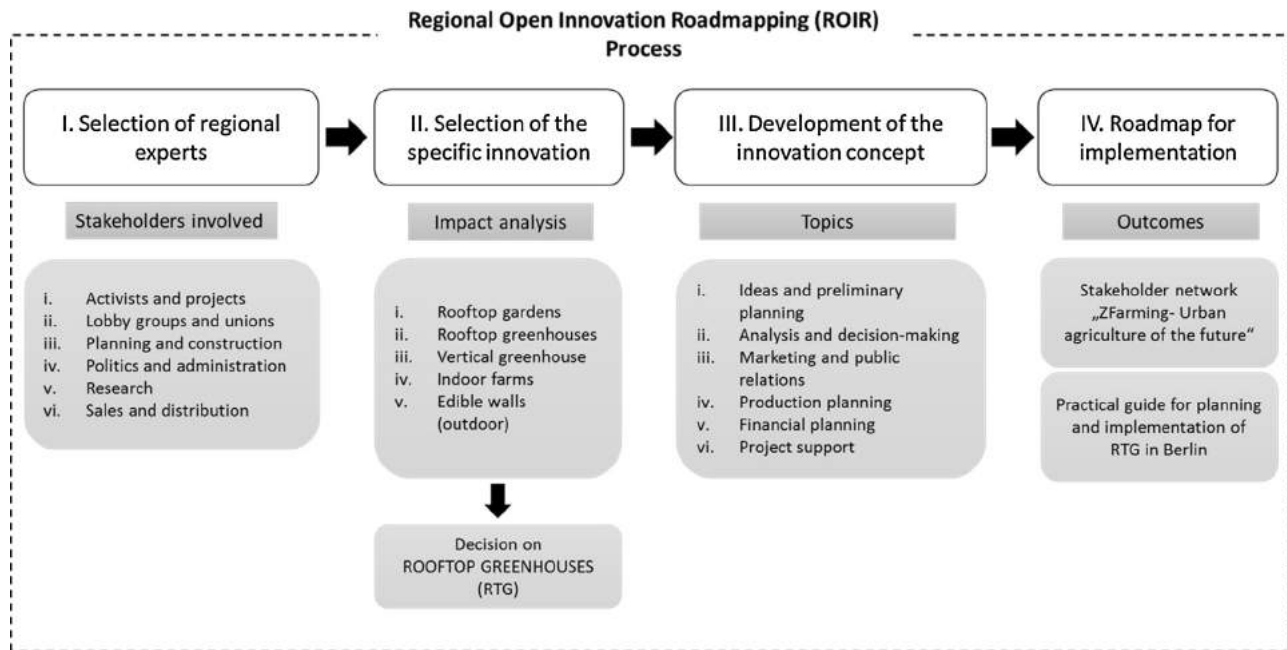 Regional Open Innovation Roadmapping (ROIR)
Process
I. Selection of regional
experts
II. Selection of the
specific innovation
III. Development of the
innovation concept
IV. Roadmap for
implementation
Stakeholders involved
Impact analysis
Topics
Outcomes
i. Activists and projects
ii. Lobby groups and unions
iii. Planning and construction
iv. Politics and administration
v. Research
vi. Sales and distribution
i. Rooftop gardens
ii. Rooftop greenhouses
iii. Vertical greenhouse
iv. Indoor farms
v. Edible walls
(outdoor)
Decision on
ROOFTOP GREENHOUSES
(RTG)
i. Ideas and preliminary
planning
ii. Analysis and decision-making
iii. Marketing and public
relations
iv. Production planning
v. Financial planning
vi. Project support
Stakeholder network
„ZFarming- Urban
agriculture of the future“
Practical guide for planning
and implementation of
RTG in Berlin